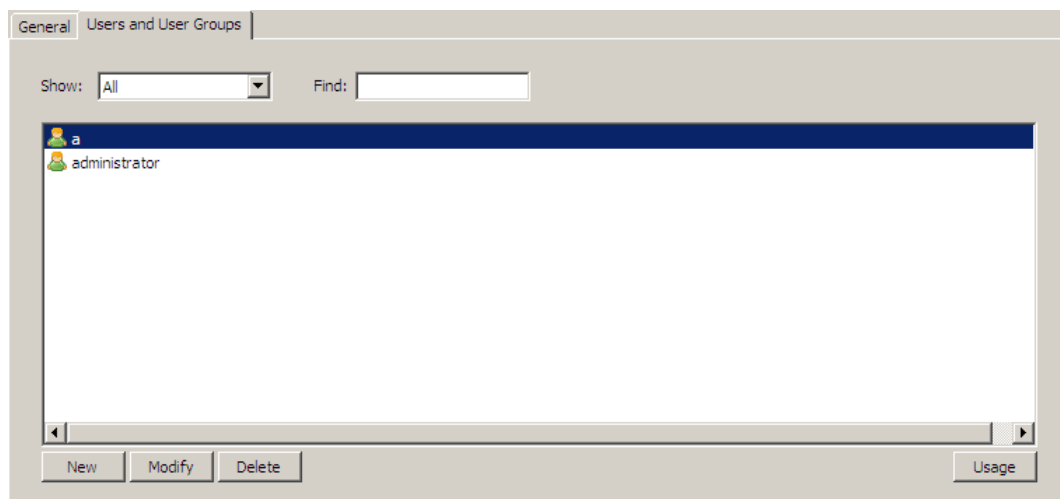 General Users and User Groups
Show: All Find:
a
administrator
New Modify Delete Usage